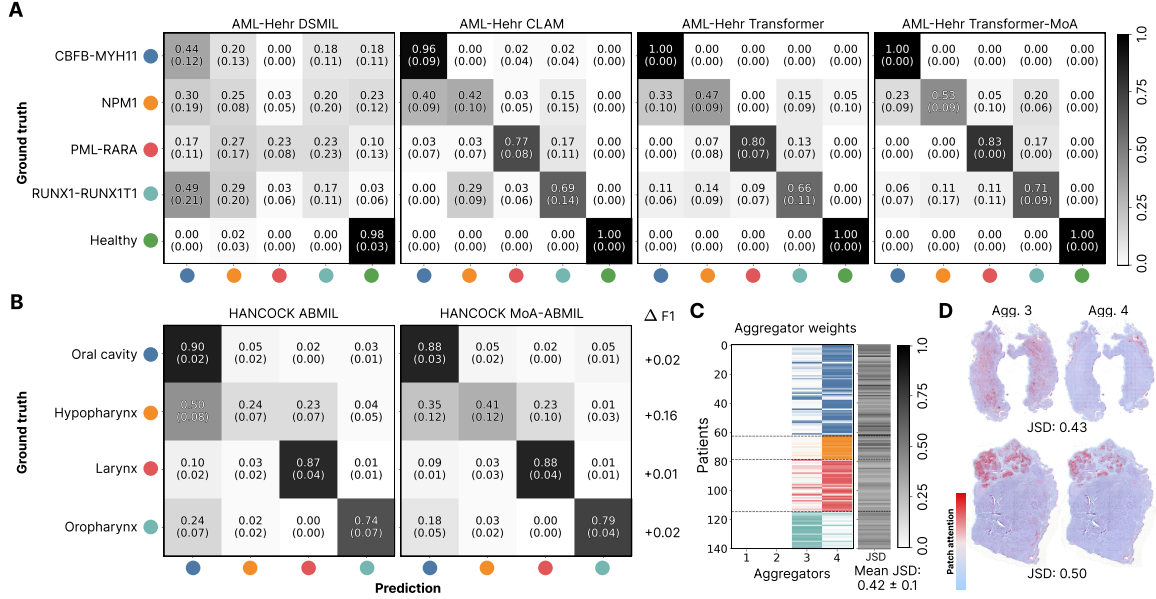 A
AML-Hehr DSMIL
AML-Hehr CLAM
AML-Hehr Transformer
AML-Hehr Transformer-MoA
Ground truth
CBFB-MYH11
0.44 0.20 0.00 0.18 0.18
(0.12) (0.13) (0.00) (0.11) (0.11)
0.96 0.00 0.02 0.02 0.00
(0.09) (0.00) (0.04) (0.04) (0.00)
1.00 0.00 0.00 0.00 0.00
(0.00) (0.00) (0.00) (0.00) (0.00)
1.00 0.00 0.00 0.00 0.00
(0.00) (0.00) (0.00) (0.00) (0.00)
NPM1
0.30 0.25 0.03 0.20 0.23
(0.19) (0.08) (0.05) (0.20) (0.12)
0.40 0.42 0.03 0.15 0.00
(0.09) (0.10) (0.05) (0.15) (0.00)
0.33 0.47 0.00 0.15 0.05
(0.10) (0.09) (0.00) (0.09) (0.10)
0.23 0.53 0.05 0.20 0.00
(0.09) (0.09) (0.10) (0.06) (0.00)
PML-RARA
0.17 0.27 0.23 0.23 0.10
(0.11) (0.17) (0.08) (0.23) (0.13)
0.03 0.03 0.77 0.17 0.00
(0.07) (0.07) (0.08) (0.11) (0.00)
0.00 0.07 0.80 0.13 0.00
(0.00) (0.08) (0.07) (0.07) (0.00)
0.00 0.00 0.83 0.17 0.00
(0.00) (0.00) (0.00) (0.00) (0.00)
RUNX1-RUNX1T1
0.49 0.29 0.03 0.17 0.03
(0.21) (0.20) (0.06) (0.11) (0.06)
0.00 0.29 0.03 0.69 0.00
(0.00) (0.09) (0.06) (0.14) (0.00)
0.11 0.14 0.09 0.66 0.00
(0.06) (0.09) (0.07) (0.11) (0.00)
0.06 0.11 0.11 0.71 0.00
(0.07) (0.17) (0.11) (0.09) (0.00)
Healthy
0.00 0.02 0.00 0.00 0.98
(0.00) (0.03) (0.00) (0.00) (0.03)
0.00 0.00 0.00 0.00 1.00
(0.00) (0.00) (0.00) (0.00) (0.00)
0.00 0.00 0.00 0.00 1.00
(0.00) (0.00) (0.00) (0.00) (0.00)
0.00 0.00 0.00 0.00 1.00
(0.00) (0.00) (0.00) (0.00) (0.00)
1.0
0.75
0.50
0.25
0.0
B
HANCOCK ABMIL
HANCOCK MoA-ABMIL
Δ F1
Ground truth
Oral cavity
0.90 0.05 0.02 0.03
(0.02) (0.02) (0.00) (0.01)
0.88 0.05 0.02 0.05
(0.03) (0.02) (0.00) (0.01)
+0.02
Hypopharynx
0.50 0.24 0.23 0.04
(0.08) (0.07) (0.07) (0.05)
0.35 0.41 0.23 0.01
(0.12) (0.12) (0.10) (0.03)
+0.16
Larynx
0.10 0.03 0.87 0.01
(0.02) (0.02) (0.04) (0.01)
0.09 0.03 0.88 0.01
(0.01) (0.03) (0.04) (0.01)
+0.01
Oropharynx
0.24 0.02 0.00 0.74
(0.07) (0.02) (0.00) (0.07)
0.18 0.03 0.00 0.79
(0.05) (0.02) (0.00) (0.04)
+0.02
Prediction
C
Aggregator weights
Patients
0
20
40
60
80
100
120
140
1 2 3 4
Aggregators
JSD
Mean JSD:
0.42 ± 0.1
1.0
0.75
0.50
0.25
0.0
D
Agg. 3
Agg. 4
JSD: 0.43
JSD: 0.50
Patch attention